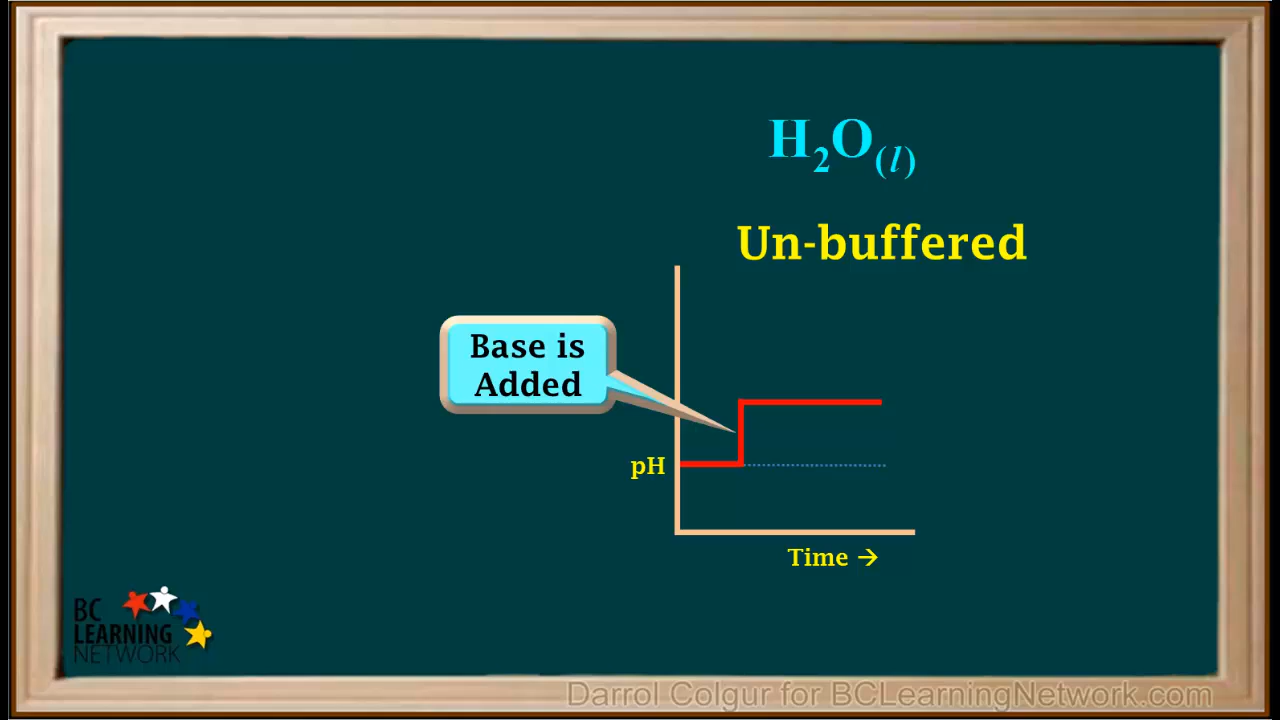 H₂O₍ₗ₎
Un-buffered
Base is
Added
pH
Time →
BC
LEARNING
NETWORK
Darrol Colgur for BCLearningNetwork.com